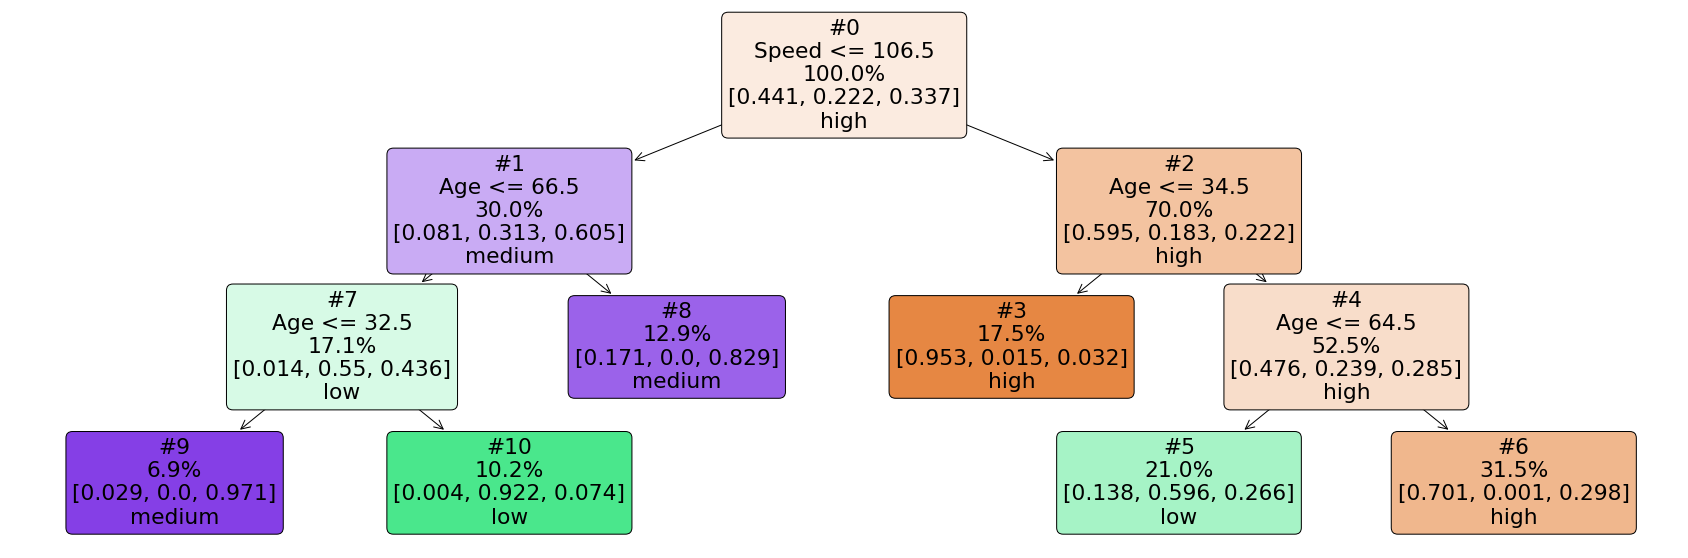 #0
Speed <= 106.5
100.0%
[0.441, 0.222, 0.337]
high
#1
Age <= 66.5
30.0%
[0.081, 0.313, 0.605]
medium
#2
Age <= 34.5
70.0%
[0.595, 0.183, 0.222]
high
#7
Age <= 32.5
17.1%
[0.014, 0.55, 0.436]
low
#8
12.9%
[0.171, 0.0, 0.829]
medium
#3
17.5%
[0.953, 0.015, 0.032]
high
#4
Age <= 64.5
52.5%
[0.476, 0.239, 0.285]
high
#9
6.9%
[0.029, 0.0, 0.971]
medium
#10
10.2%
[0.004, 0.922, 0.074]
low
#5
21.0%
[0.138, 0.596, 0.266]
low
#6
31.5%
[0.701, 0.001, 0.298]
high